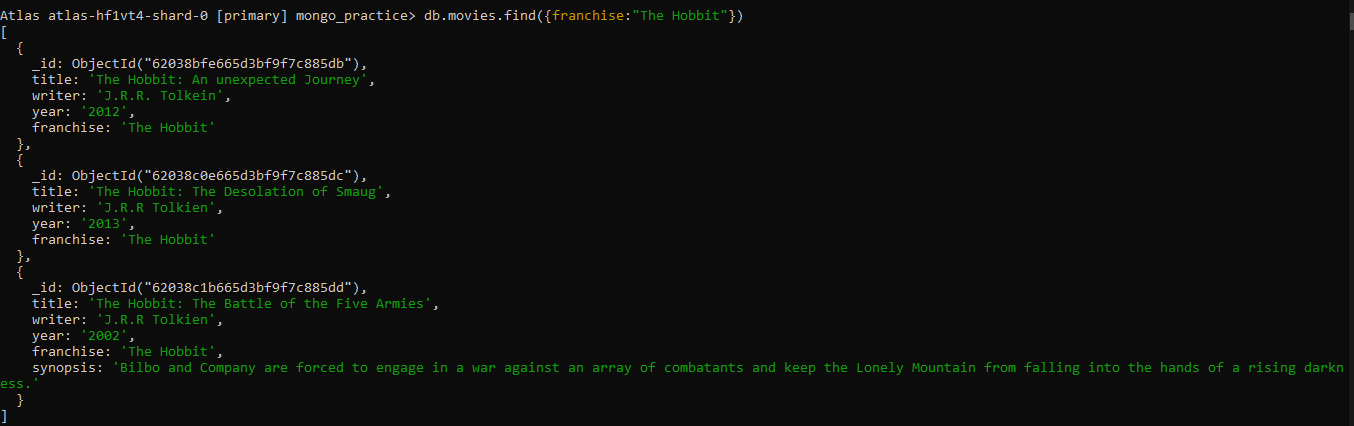 Atlas atlas-hf1vt4-shard-0 [primary] mongo_practice> db.movies.find({franchise:"The Hobbit"})
[
  {
    _id: ObjectId("62038bfe665d3bf9f7c885db"),
    title: 'The Hobbit: An unexpected Journey',
    writer: 'J.R.R. Tolkein',
    year: '2012',
    franchise: 'The Hobbit'
  },
  {
    _id: ObjectId("62038c0e665d3bf9f7c885dc"),
    title: 'The Hobbit: The Desolation of Smaug',
    writer: 'J.R.R Tolkien',
    year: '2013',
    franchise: 'The Hobbit'
  },
  {
    _id: ObjectId("62038c1b665d3bf9f7c885dd"),
    title: 'The Hobbit: The Battle of the Five Armies',
    writer: 'J.R.R Tolkien',
    year: '2002',
    franchise: 'The Hobbit',
    synopsis: 'Bilbo and Company are forced to engage in a war against an array of combatants and keep the Lonely Mountain from falling into the hands of a rising darkn
ess.'
  }
]